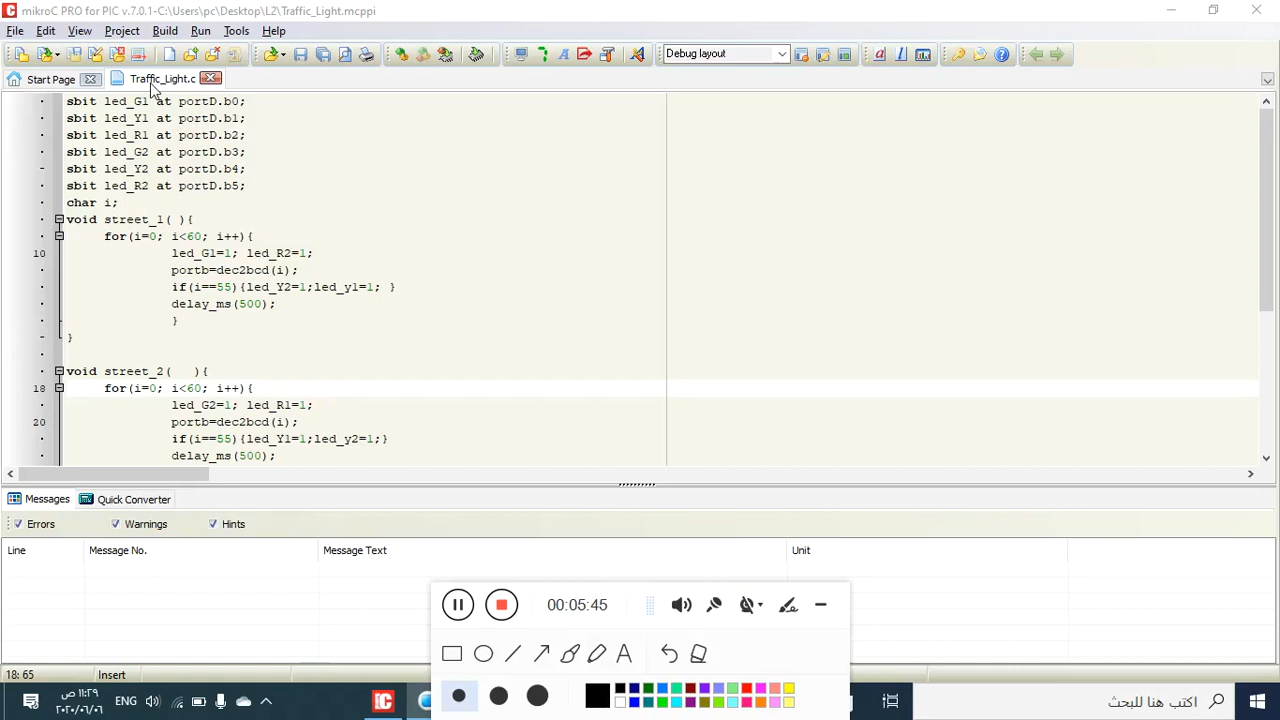 mikroC PRO for PIC v.7.0.1-C:\Users\pc\Desktop\L2\Traffic_Light.mcppi
File Edit View Project Build Run Tools Help
Debug layout
Start Page Traffic_Light.c
sbit led_G1 at portD.b0;
sbit led_Y1 at portD.b1;
sbit led_R1 at portD.b2;
sbit led_G2 at portD.b3;
sbit led_Y2 at portD.b4;
sbit led_R2 at portD.b5;
char i;
void street_1( ){
for(i=0; i<60; i++){
10 led_G1=1; led_R2=1;
portb=dec2bcd(i);
if(i==55){led_Y2=1;led_y1=1; }
delay_ms(500);
}
}
void street_2(   ){
18 for(i=0; i<60; i++){
led_G2=1; led_R1=1;
20 portb=dec2bcd(i);
if(i==55){led_Y1=1;led_y2=1;}
delay_ms(500);
Messages Quick Converter
Errors Warnings Hints
Line Message No. Message Text Unit
00:05:45
A
18: 65 Insert
١١:٢٩ ص
٢٠٢٠/٠٦/٠٦
ENG
اكتب هنا للبحث